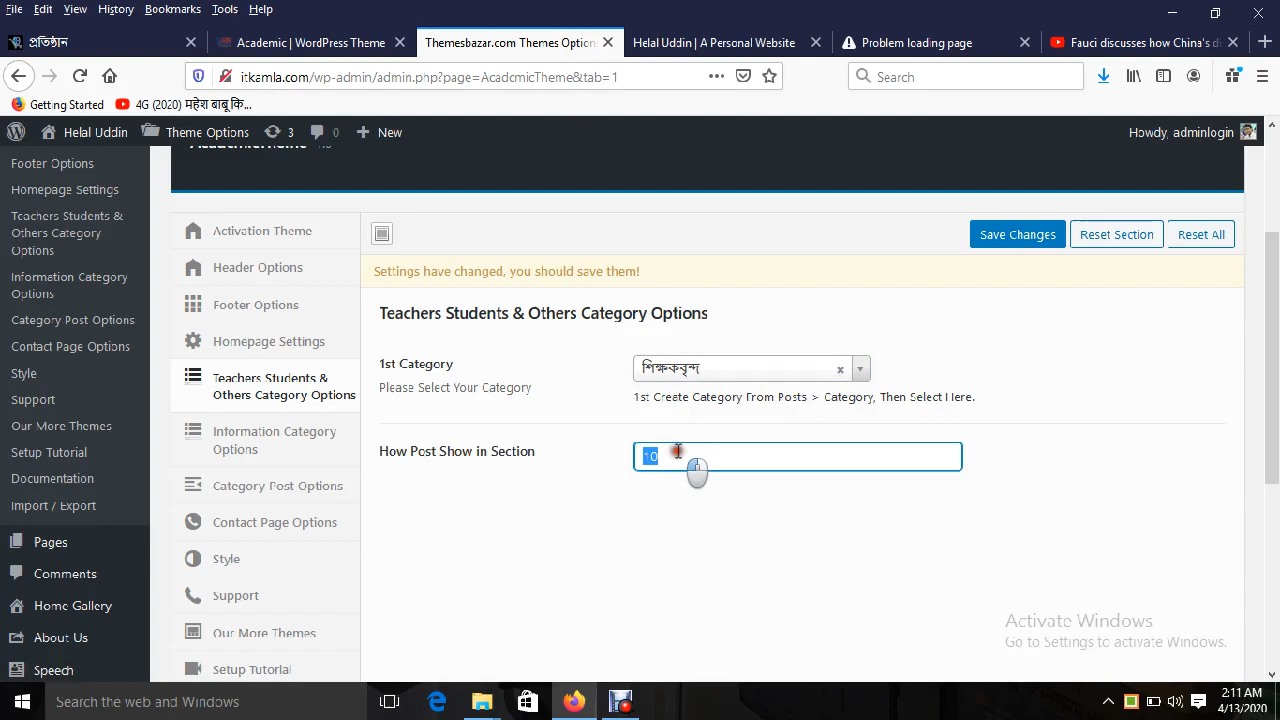 File Edit View History Bookmarks Tools Help
প্রতিষ্ঠান
Academic | WordPress Theme
Themesbazar.com Themes Option
Helal Uddin | A Personal Website
Problem loading page
Fauci discusses how China's d
itkamla.com/wp-admin/admin.php?page=AcadcmicTheme&tab=1
Search
Getting Started
4G (2020) महेश बाबू कि...
Helal Uddin
Theme Options
3
0
New
Howdy, adminlogin
Footer Options
Homepage Settings
Teachers Students &
Others Category
Options
Information Category
Options
Category Post Options
Contact Page Options
Style
Support
Our More Themes
Setup Tutorial
Documentation
Import / Export
Pages
Comments
Home Gallery
About Us
Speech
Activation Theme
Header Options
Footer Options
Homepage Settings
Teachers Students &
Others Category Options
Information Category
Options
Category Post Options
Contact Page Options
Style
Support
Our More Themes
Setup Tutorial
Save Changes
Reset Section
Reset All
Settings have changed, you should save them!
Teachers Students & Others Category Options
1st Category
Please Select Your Category
শিক্ষকবৃন্দ
1st Create Category From Posts > Category, Then Select Here.
How Post Show in Section
10
Activate Windows
Go to Settings to activate Windows.
Search the web and Windows
2:11 AM
4/13/2020